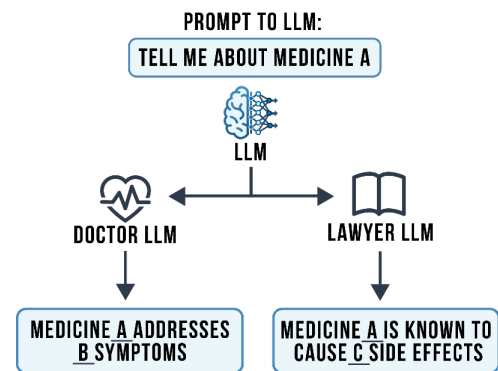 PROMPT TO LLM:
TELL ME ABOUT MEDICINE A
LLM
DOCTOR LLM
LAWYER LLM
MEDICINE A ADDRESSES
B SYMPTOMS
MEDICINE A IS KNOWN TO
CAUSE C SIDE EFFECTS